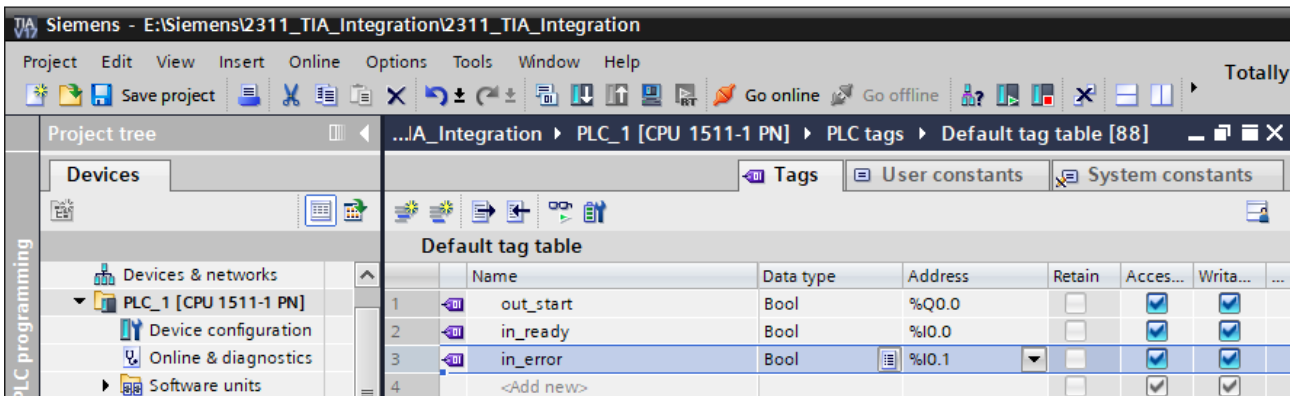 TIA V17 Siemens - E:\Siemens\2311_TIA_Integration\2311_TIA_Integration
Project Edit View Insert Online Options Tools Window Help
Totally
Save project Go online Go offline
Project tree
...IA_Integration PLC_1 [CPU 1511-1 PN] PLC tags Default tag table [88]
Devices
Tags User constants System constants
Default tag table
Name Data type Address Retain Acces... Writa... ...
1 out_start Bool %Q0.0
2 in_ready Bool %I0.0
3 in_error Bool %I0.1
4 <Add new>
Devices & networks
PLC_1 [CPU 1511-1 PN]
Device configuration
Online & diagnostics
Software units
PLC programming